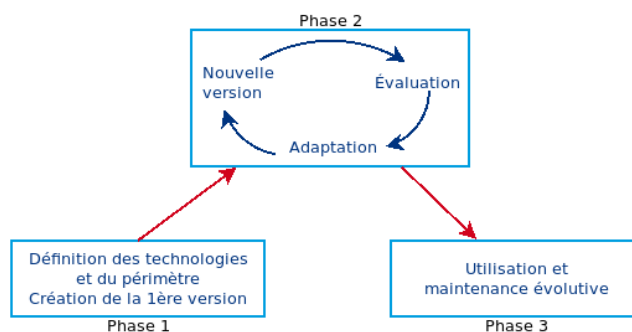 Phase 2
Nouvelle
version
Évaluation
Adaptation
Définition des technologies
et du périmètre
Création de la 1ère version
Phase 1
Utilisation et
maintenance évolutive
Phase 3